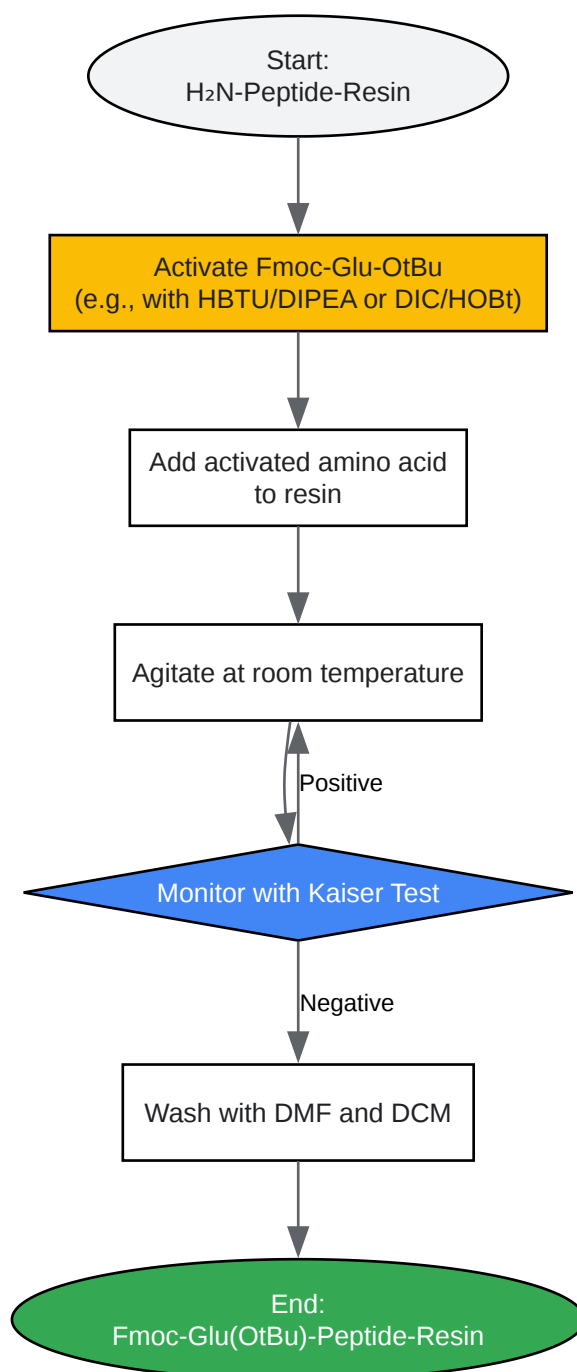 Start:
H₂N-Peptide-Resin
Activate Fmoc-Glu-OtBu
(e.g., with HBTU/DIPEA or DIC/HOBt)
Add activated amino acid
to resin
Agitate at room temperature
Positive
Monitor with Kaiser Test
Negative
Wash with DMF and DCM
End:
Fmoc-Glu(OtBu)-Peptide-Resin